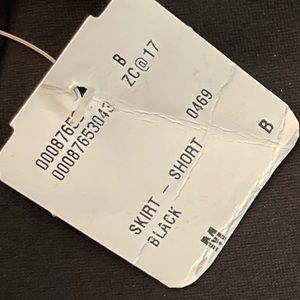 B
ZC@17
00087653043
SKIRT - SHORT 0469
BLACK
B